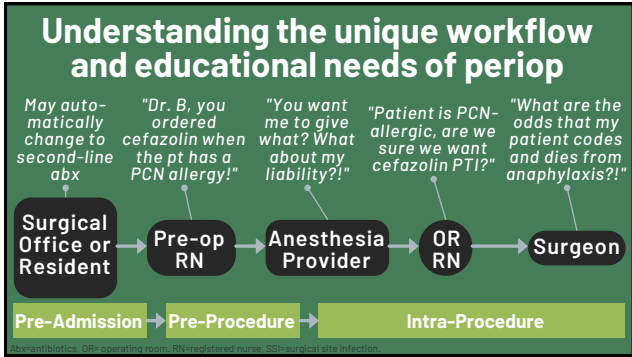 Understanding the unique workflow
and educational needs of periop
May auto-
matically
change to
second-line
abx
"Dr. B, you
ordered
cefazolin when
the pt has a
PCN allergy!"
"You want
me to give
what? What
about my
liability?!"
"Patient is PCN-
allergic, are we
sure we want
cefazolin PTI?"
"What are the
odds that my
patient codes
and dies from
anaphylaxis?!"
Surgical
Office or
Resident
Pre-op
RN
Anesthesia
Provider
OR
RN
Surgeon
Pre-Admission
Pre-Procedure
Intra-Procedure
Abx=antibiotics, OR= operating room. RN=registered nurse, SSI=surgical site infection.